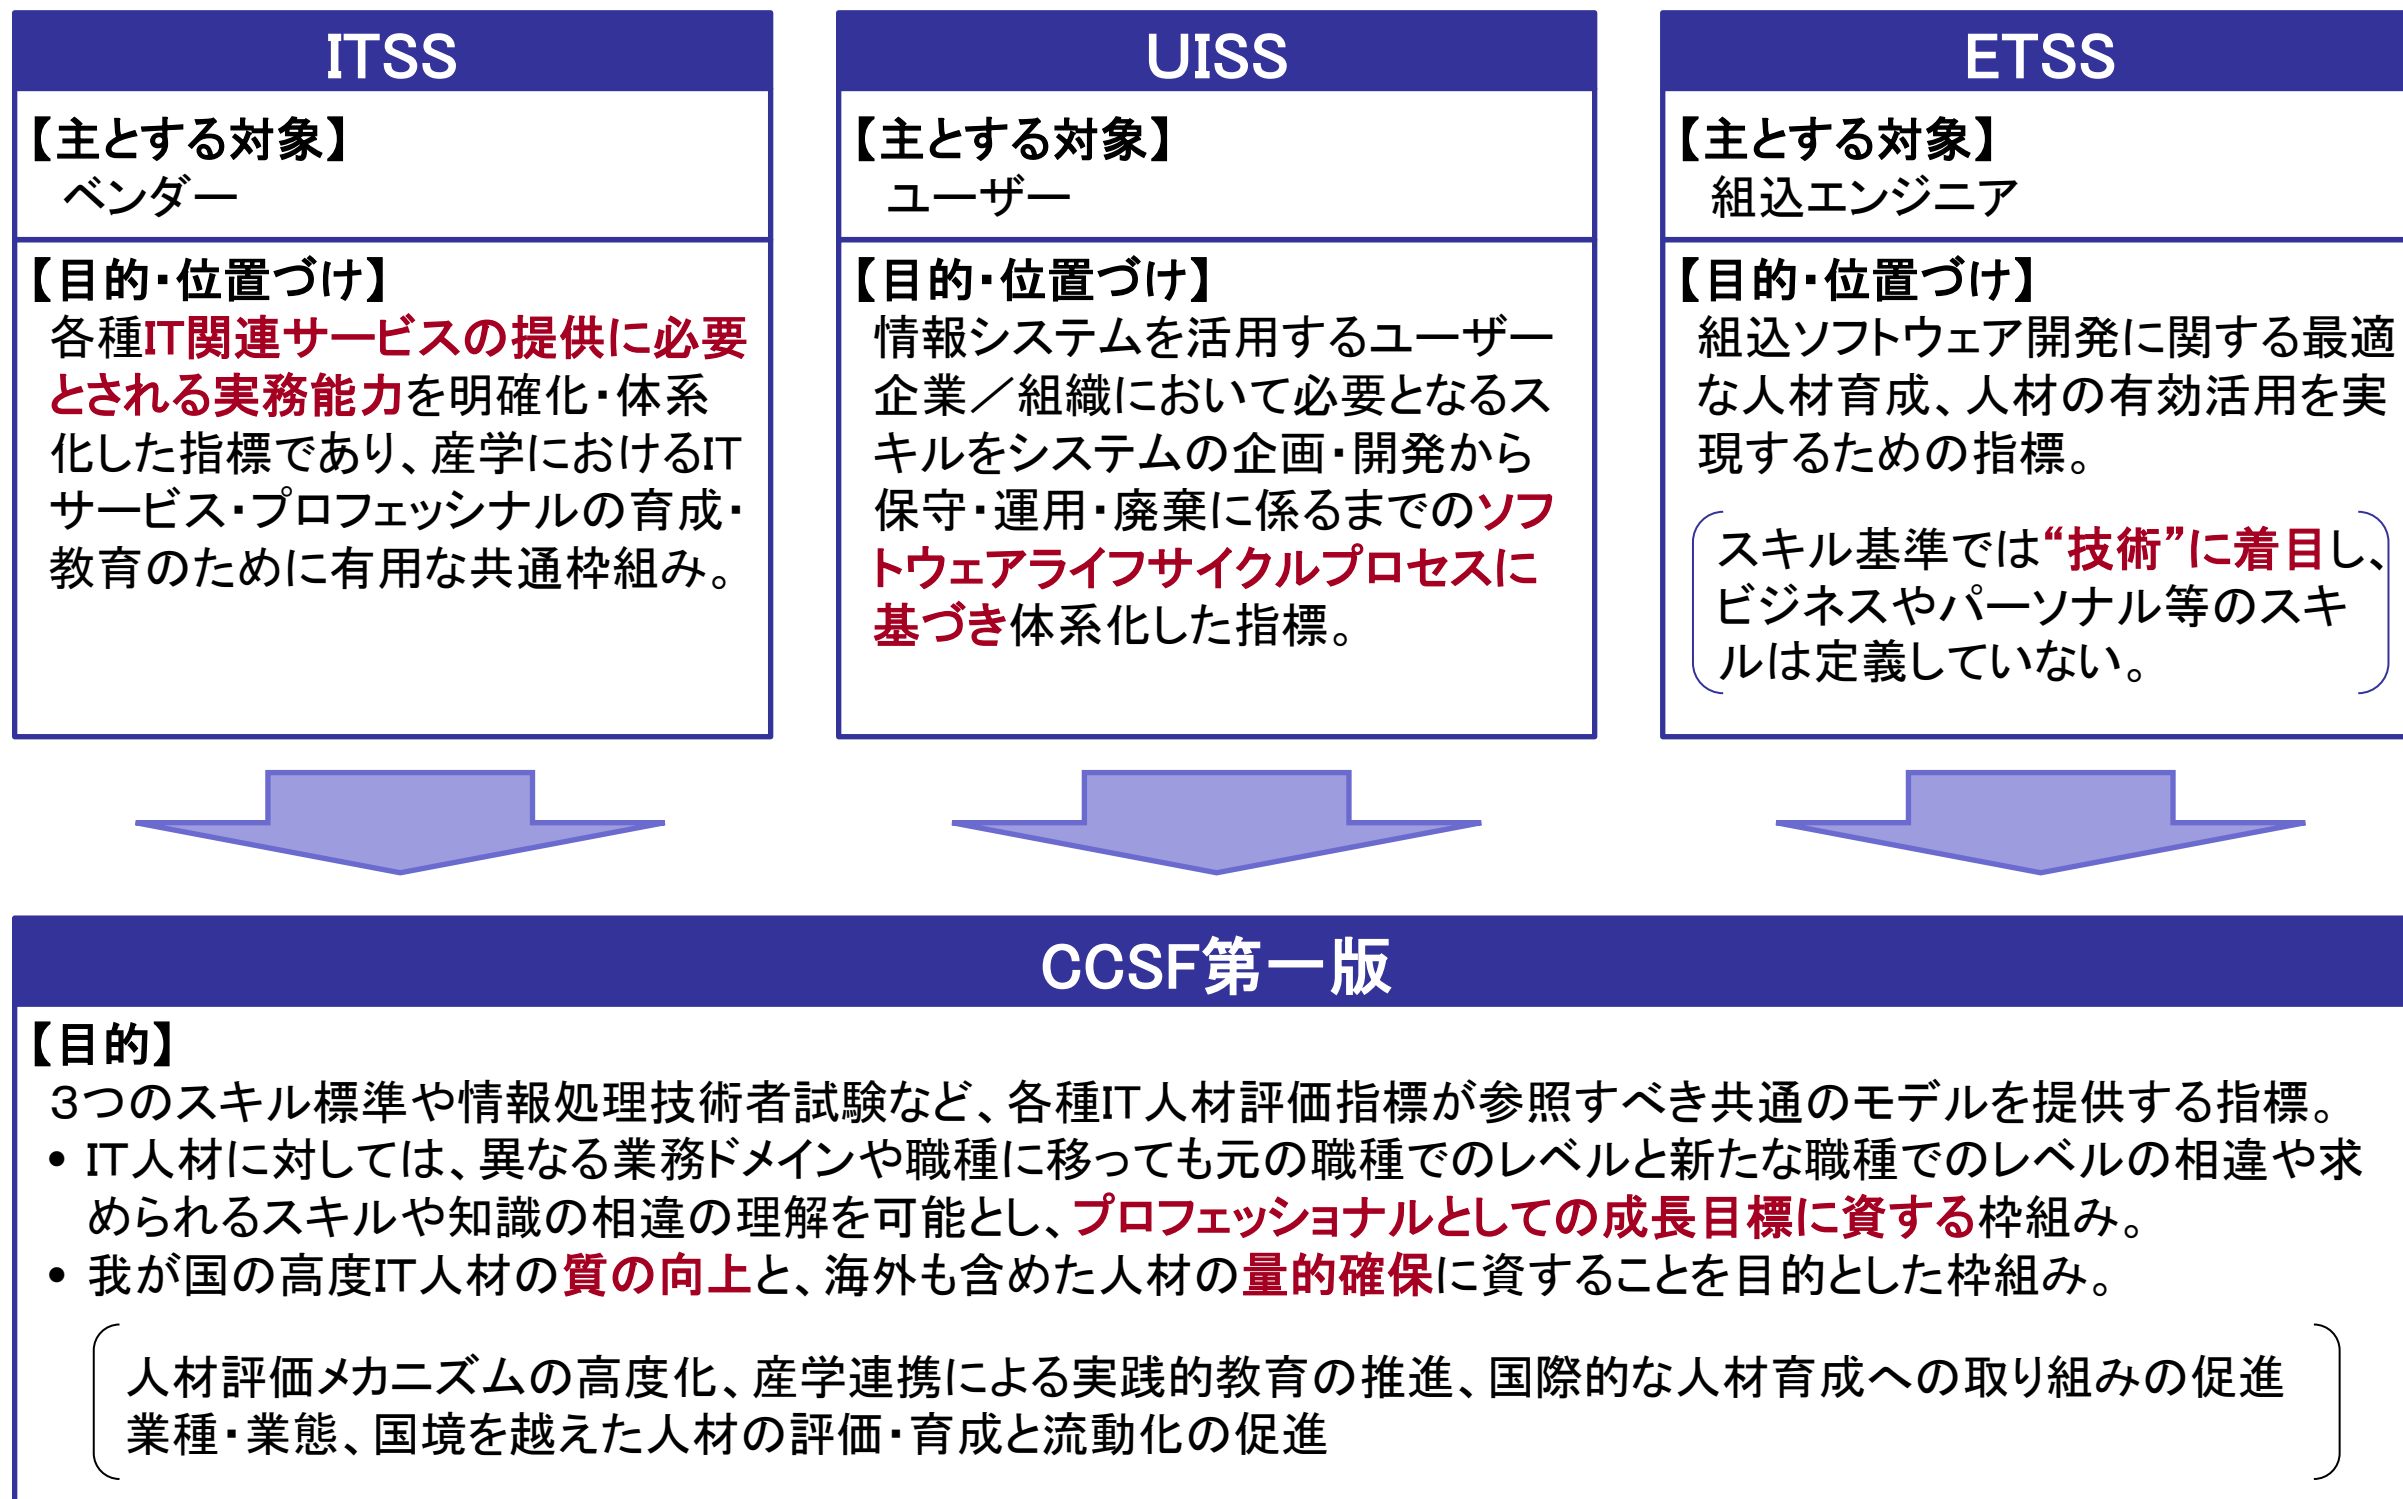 ITSS
【主とする対象】
ベンダー
【目的・位置づけ】
各種IT関連サービスの提供に必要
とされる実務能力を明確化・体系
化した指標であり、産学におけるIT
サービス・プロフェッショナルの育成・
教育のために有用な共通枠組み。
UISS
【主とする対象】
ユーザー
【目的・位置づけ】
情報システムを活用するユーザー
企業／組織において必要となるス
キルをシステムの企画・開発から
保守・運用・廃棄に係るまでのソフ
トウェアライフサイクルプロセスに
基づき体系化した指標。
ETSS
【主とする対象】
組込エンジニア
【目的・位置づけ】
組込ソフトウェア開発に関する最適
な人材育成、人材の有効活用を実
現するための指標。
スキル基準では“技術”に着目し、
ビジネスやパーソナル等のスキ
ルは定義していない。
CCSF第一版
【目的】
３つのスキル標準や情報処理技術者試験など、各種IT人材評価指標が参照すべき共通のモデルを提供する指標。
• IT人材に対しては、異なる業務ドメインや職種に移っても元の職種でのレベルと新たな職種でのレベルの相違や求
められるスキルや知識の相違の理解を可能とし、プロフェッショナルとしての成長目標に資する枠組み。
• 我が国の高度IT人材の質の向上と、海外も含めた人材の量的確保に資することを目的とした枠組み。
人材評価メカニズムの高度化、産学連携による実践的教育の推進、国際的な人材育成への取り組みの促進
業種・業態、国境を越えた人材の評価・育成と流動化の促進